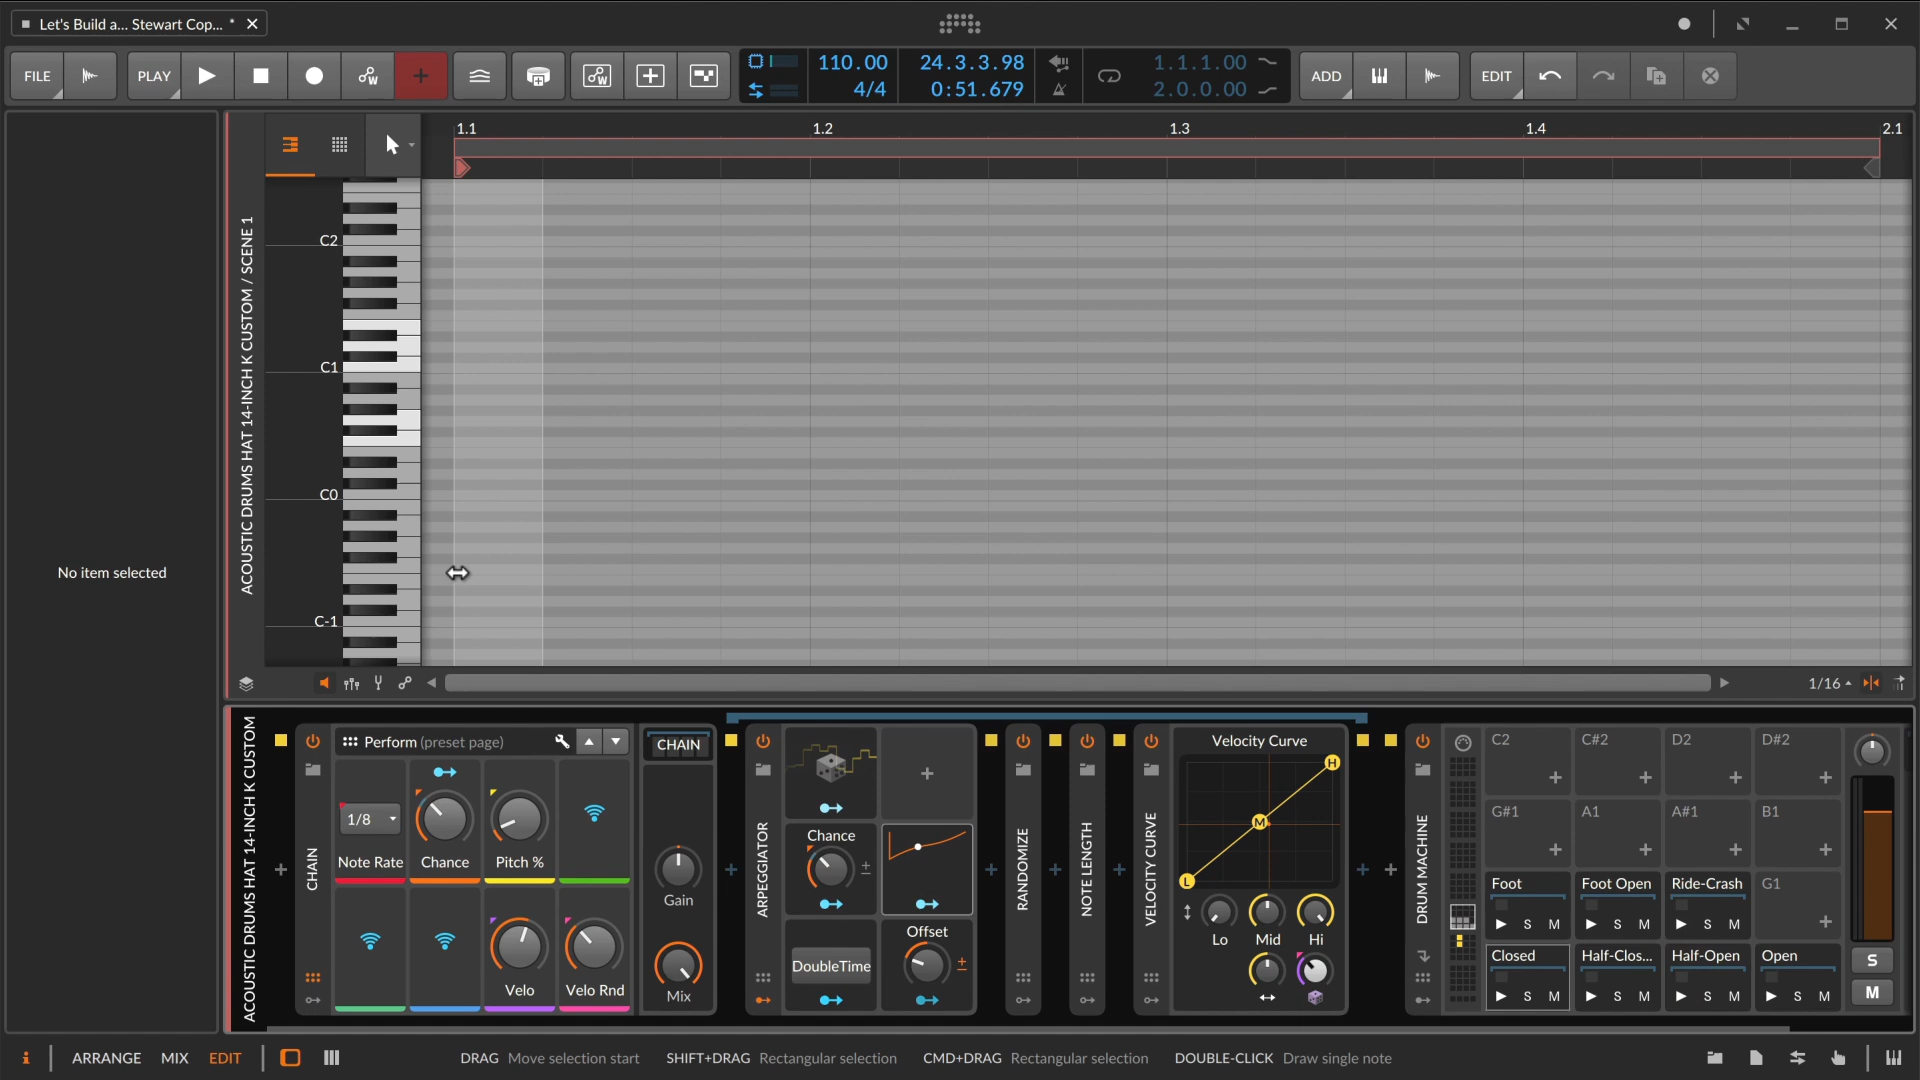 Let's Build a... Stewart Cop... *
FILE
PLAY
110.00
4/4
24.3.3.98
0:51.679
1.1.1.00
2.0.0.00
ADD
EDIT
1.1
1.2
1.3
1.4
2.1
C2
C1
C0
C-1
ACOUSTIC DRUMS HAT 14-INCH K CUSTOM / SCENE 1
No item selected
1/16
ACOUSTIC DRUMS HAT 14-INCH K CUSTOM
CHAIN
Perform (preset page)
1/8
Note Rate
Chance
Pitch %
Velo
Velo Rnd
CHAIN
Gain
Mix
ARPEGGIATOR
Chance
DoubleTime
Offset
RANDOMIZE
NOTE LENGTH
VELOCITY CURVE
Velocity Curve
H
M
L
Lo
Mid
Hi
DRUM MACHINE
C2
C#2
D2
D#2
G#1
A1
A#1
B1
Foot
Foot Open
Ride-Crash
G1
S M
S M
S M
Closed
Half-Clos...
Half-Open
Open
S M
S M
S M
S M
S
M
i
ARRANGE
MIX
EDIT
DRAG Move selection start
SHIFT+DRAG Rectangular selection
CMD+DRAG Rectangular selection
DOUBLE-CLICK Draw single note